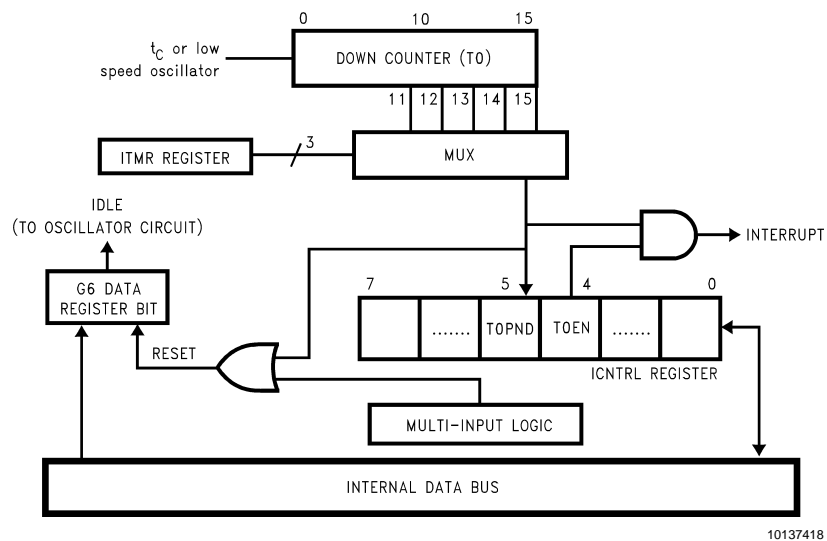 0 10 15
t_C or low
speed oscillator
DOWN COUNTER (T0)
11 12 13 14 15
ITMR REGISTER
3
MUX
IDLE
(TO OSCILLATOR CIRCUIT)
INTERRUPT
G6 DATA
REGISTER BIT
7 5 4 0
....... TOPND TOEN .......
RESET
ICNTRL REGISTER
MULTI-INPUT LOGIC
INTERNAL DATA BUS
10137418